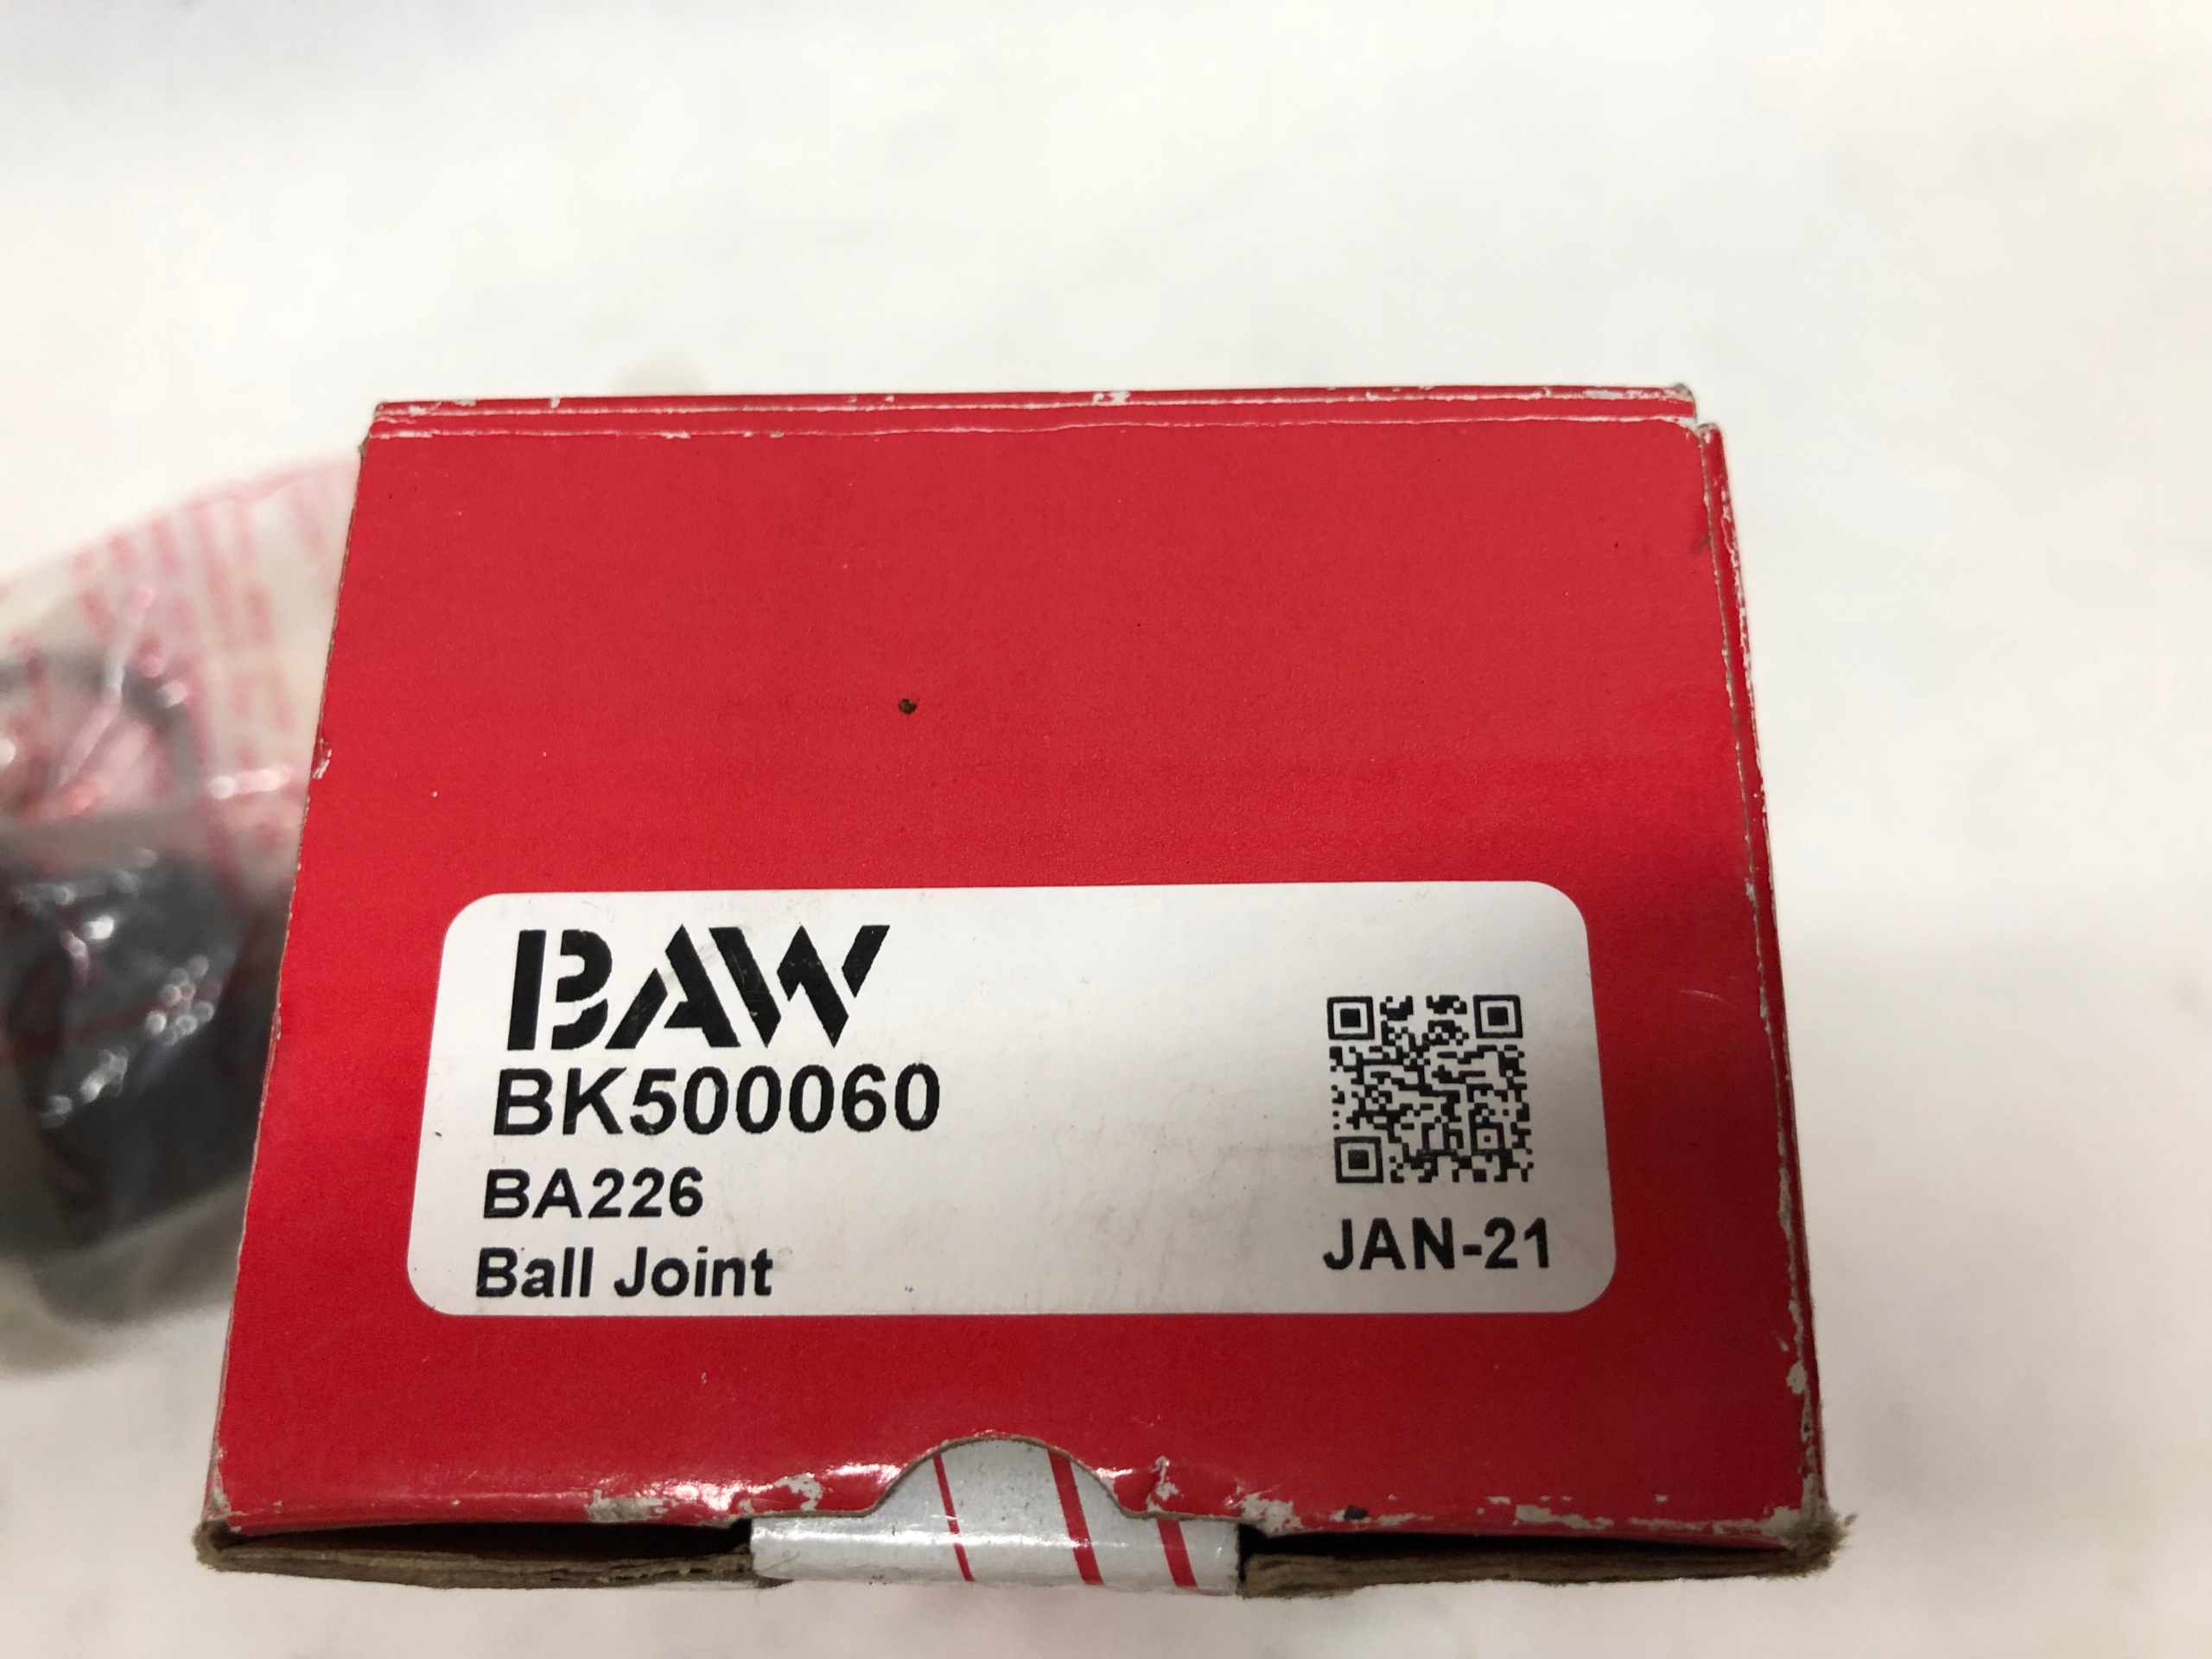 BAW
BK500060
BA226
Ball Joint
JAN-21